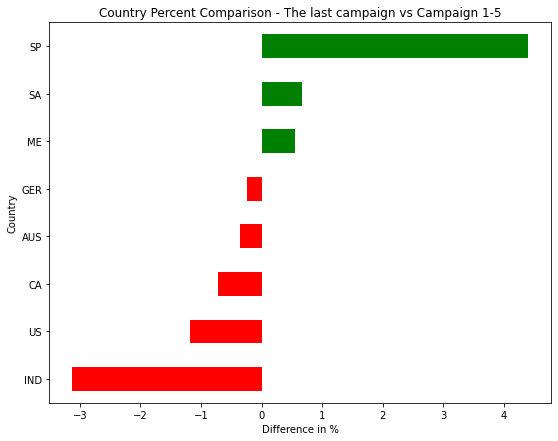 Country Percent Comparison - The last campaign vs Campaign 1-5
SP
SA
ME
GER
AUS
CA
US
IND
Country
−3 −2 −1 0 1 2 3 4
Difference in %